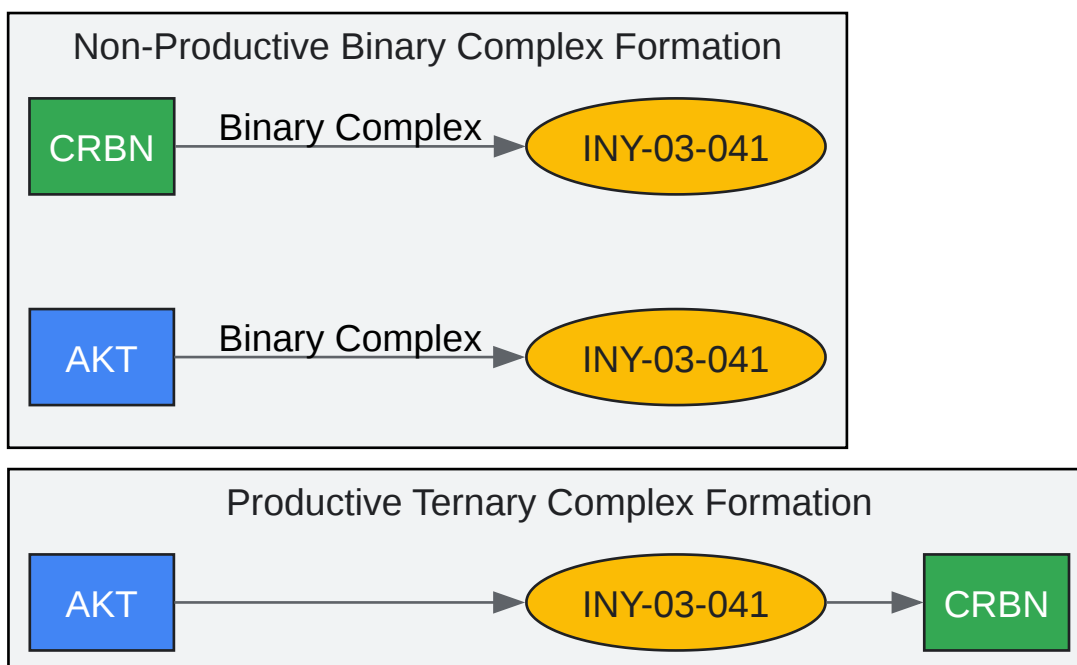 Non-Productive Binary Complex Formation
CRBN Binary Complex INY-03-041
AKT Binary Complex INY-03-041
Productive Ternary Complex Formation
AKT INY-03-041 CRBN